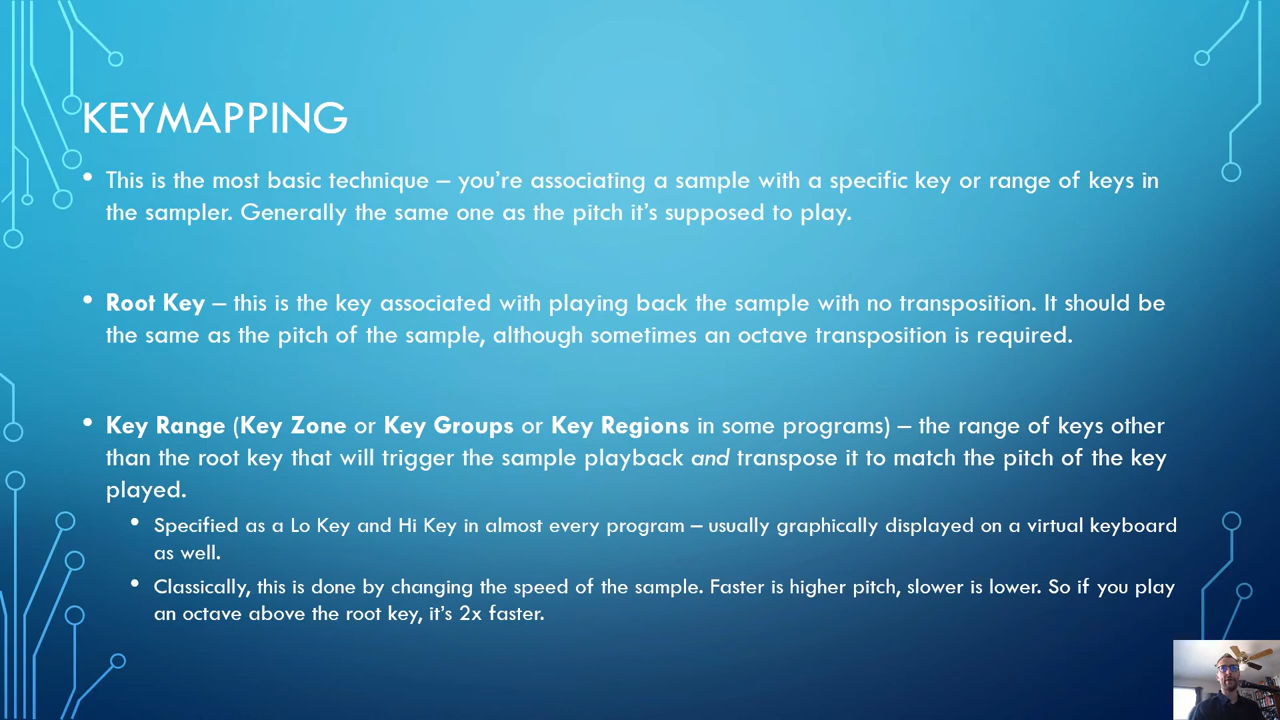 KEYMAPPING
• This is the most basic technique – you’re associating a sample with a specific key or range of keys in
the sampler. Generally the same one as the pitch it’s supposed to play.
• Root Key – this is the key associated with playing back the sample with no transposition. It should be
the same as the pitch of the sample, although sometimes an octave transposition is required.
• Key Range (Key Zone or Key Groups or Key Regions in some programs) – the range of keys other
than the root key that will trigger the sample playback and transpose it to match the pitch of the key
played.
• Specified as a Lo Key and Hi Key in almost every program – usually graphically displayed on a virtual keyboard
as well.
• Classically, this is done by changing the speed of the sample. Faster is higher pitch, slower is lower. So if you play
an octave above the root key, it’s 2x faster.